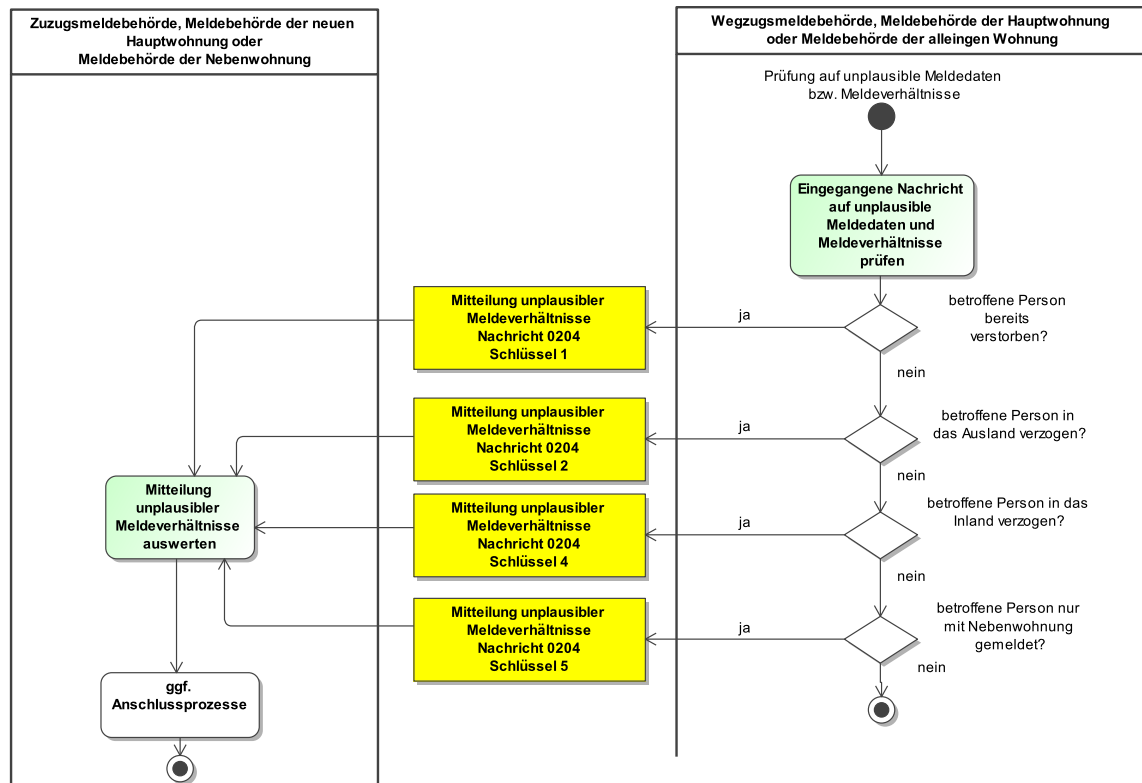 Zuzugsmeldebehörde, Meldebehörde der neuen
Hauptwohnung oder
Meldebehörde der Nebenwohnung
Wegzugsmeldebehörde, Meldebehörde der Hauptwohnung
oder Meldebehörde der alleingen Wohnung
Prüfung auf unplausible Meldedaten
bzw. Meldeverhältnisse
Eingegangene Nachricht
auf unplausible
Meldedaten und
Meldeverhältnisse
prüfen
betroffene Person
bereits
verstorben?
ja
nein
Mitteilung unplausibler
Meldeverhältnisse
Nachricht 0204
Schlüssel 1
betroffene Person in
das Ausland verzogen?
ja
nein
Mitteilung unplausibler
Meldeverhältnisse
Nachricht 0204
Schlüssel 2
betroffene Person in das
Inland verzogen?
ja
nein
Mitteilung unplausibler
Meldeverhältnisse
Nachricht 0204
Schlüssel 4
betroffene Person nur
mit Nebenwohnung
gemeldet?
ja
nein
Mitteilung unplausibler
Meldeverhältnisse
Nachricht 0204
Schlüssel 5
Mitteilung
unplausibler
Meldeverhältnisse
auswerten
ggf.
Anschlussprozesse